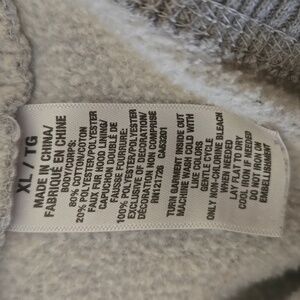 XL / TG
MADE IN CHINA/
FABRIQUÉ EN CHINE
BODY/CORPS:
80% COTTON/COTON
20% POLYESTER/POLYESTER
FAUX FUR HOOD LINING/
CAPUCHON DOUBLÉ DE
FAUSSE FOURRURE:
100% POLYESTER/POLYESTER
EXCLUSIVE OF DECORATION/
DÉCORATION NON COMPRISE
RN121726 CA65201
TURN GARMENT INSIDE OUT
MACHINE WASH COLD WITH
LIKE COLORS
GENTLE CYCLE
ONLY NON-CHLORINE BLEACH
WHEN NEEDED
LAY FLAT TO DRY
COOL IRON IF NEEDED
DO NOT IRON ON
EMBELLISHMENT